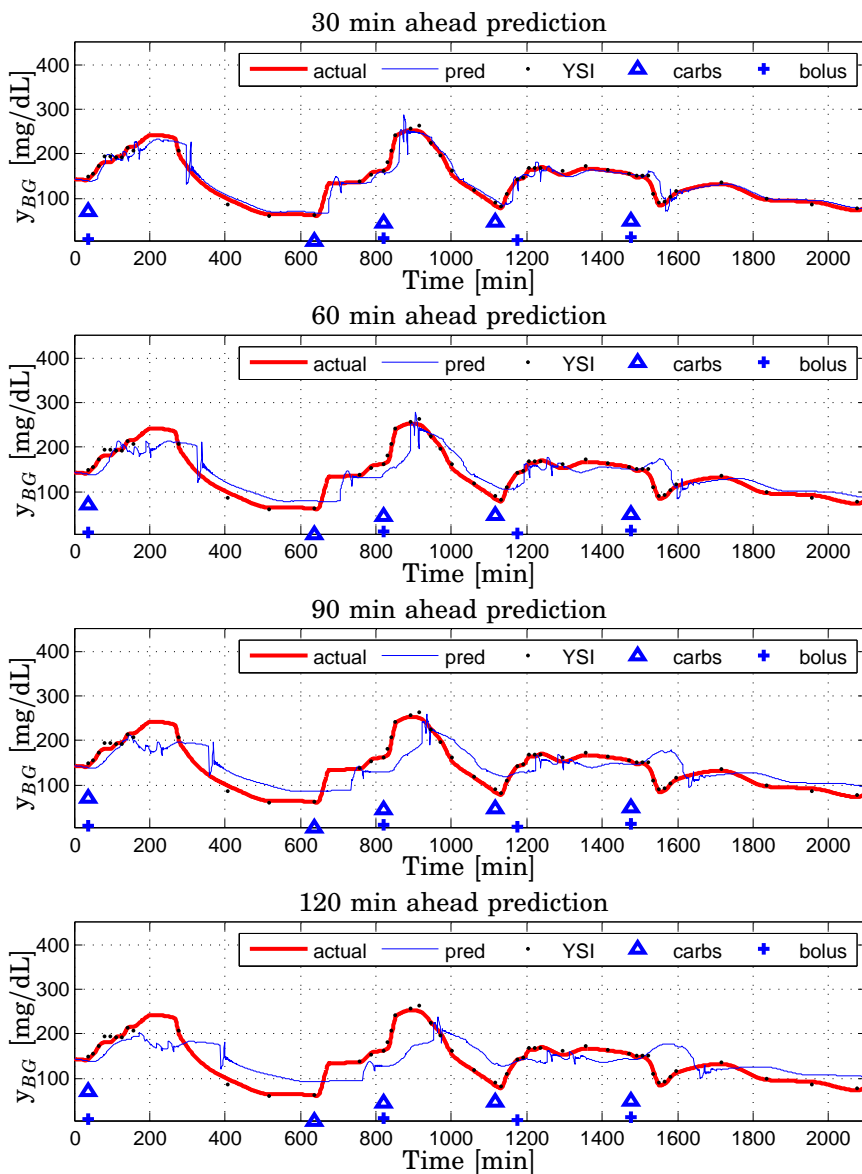 30 min ahead prediction
actual pred YSI carbs bolus
400
300
200
100
y_BG [mg/dL]
0 200 400 600 800 1000 1200 1400 1600 1800 2000
Time [min]
60 min ahead prediction
actual pred YSI carbs bolus
400
300
200
100
y_BG [mg/dL]
0 200 400 600 800 1000 1200 1400 1600 1800 2000
Time [min]
90 min ahead prediction
actual pred YSI carbs bolus
400
300
200
100
y_BG [mg/dL]
0 200 400 600 800 1000 1200 1400 1600 1800 2000
Time [min]
120 min ahead prediction
actual pred YSI carbs bolus
400
300
200
100
y_BG [mg/dL]
0 200 400 600 800 1000 1200 1400 1600 1800 2000
Time [min]